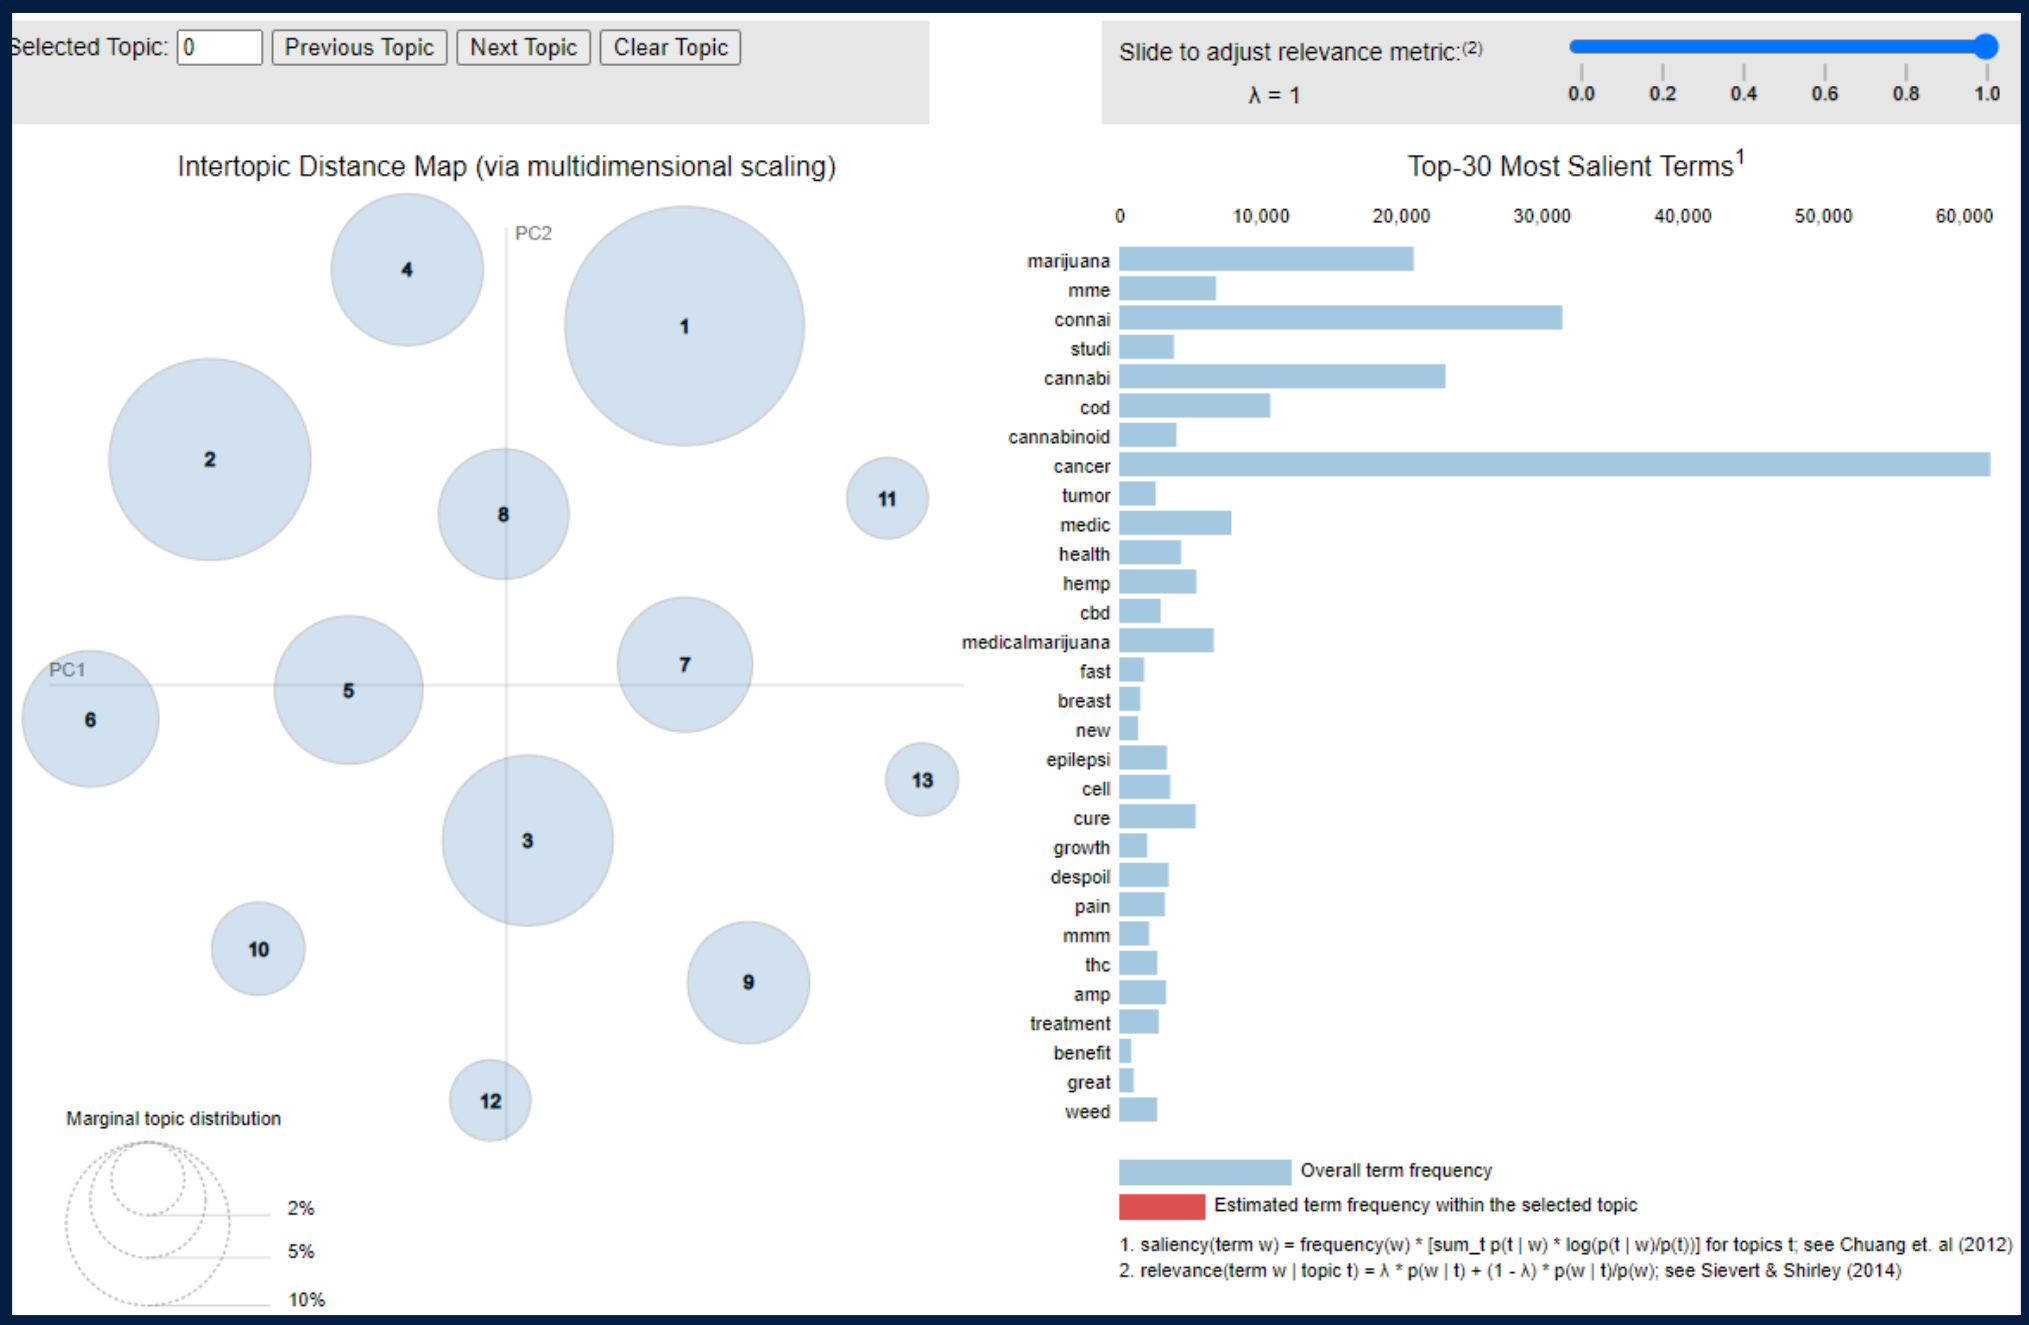 Selected Topic: 0 Previous Topic Next Topic Clear Topic
Slide to adjust relevance metric:(2)
λ = 1
0.0 0.2 0.4 0.6 0.8 1.0
Intertopic Distance Map (via multidimensional scaling)
PC2
4
1
2
8
11
7
PC1
5
6
13
3
10
9
12
Marginal topic distribution
2%
5%
10%
Top-30 Most Salient Terms1
0 10,000 20,000 30,000 40,000 50,000 60,000
marijuana
mme
connai
studi
cannabi
cod
cannabinoid
cancer
tumor
medic
health
hemp
cbd
medicalmarijuana
fast
breast
new
epilepsi
cell
cure
growth
despoil
pain
mmm
thc
amp
treatment
benefit
great
weed
Overall term frequency
Estimated term frequency within the selected topic
1. saliency(term w) = frequency(w) * [sum_t p(t | w) * log(p(t | w)/p(t))] for topics t; see Chuang et. al (2012)
2. relevance(term w | topic t) = λ * p(w | t) + (1 - λ) * p(w | t)/p(w); see Sievert & Shirley (2014)